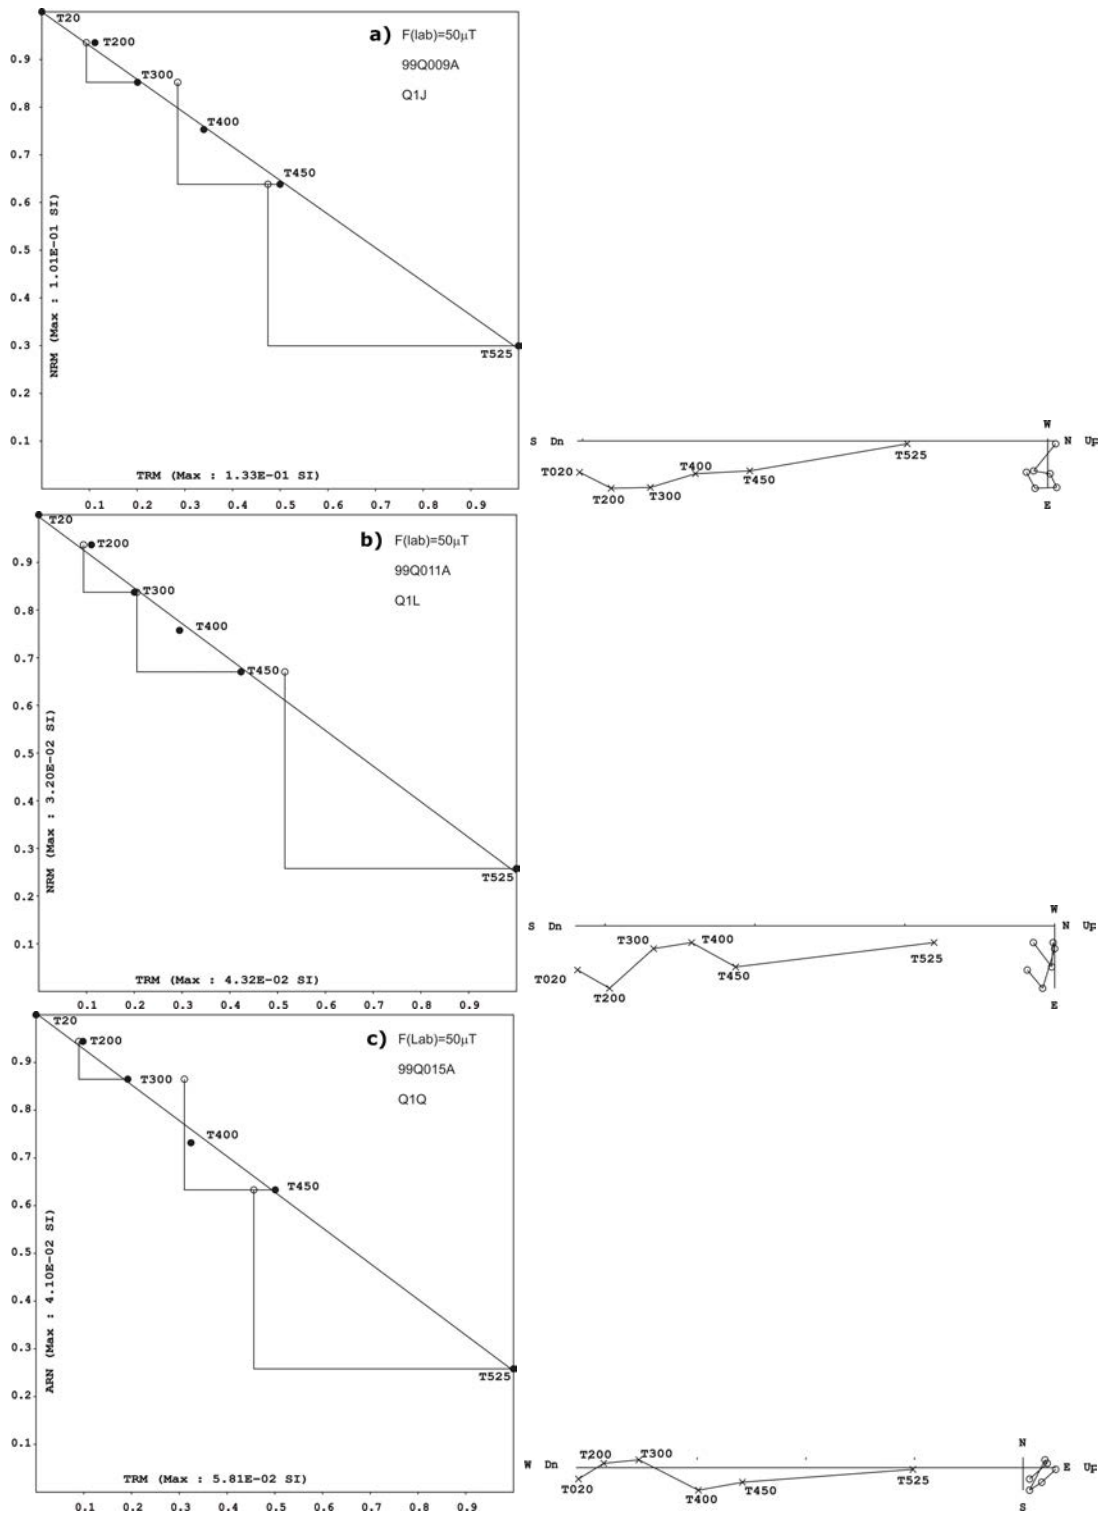 T20
T200
T300
T400
T450
T525
a) F(lab)=50μT
99Q009A
Q1J
0.9
0.8
0.7
0.6
0.5
0.4
0.3
0.2
0.1
NRM (Max : 1.01E-01 SI)
TRM (Max : 1.33E-01 SI)
0.1 0.2 0.3 0.4 0.5 0.6 0.7 0.8 0.9
W
S Dn
N Up
T020
T200
T300
T400
T450
T525
E
T20
T200
T300
T400
T450
T525
b) F(lab)=50μT
99Q011A
Q1L
0.9
0.8
0.7
0.6
0.5
0.4
0.3
0.2
0.1
NRM (Max : 3.20E-02 SI)
TRM (Max : 4.32E-02 SI)
0.1 0.2 0.3 0.4 0.5 0.6 0.7 0.8 0.9
W
S Dn
N Up
T020
T200
T300
T400
T450
T525
E
T20
T200
T300
T400
T450
T525
c) F(Lab)=50μT
99Q015A
Q1Q
0.9
0.8
0.7
0.6
0.5
0.4
0.3
0.2
0.1
ARN (Max : 4.10E-02 SI)
TRM (Max : 5.81E-02 SI)
0.1 0.2 0.3 0.4 0.5 0.6 0.7 0.8 0.9
N
W Dn
E Up
T020
T200
T300
T400
T450
T525
S